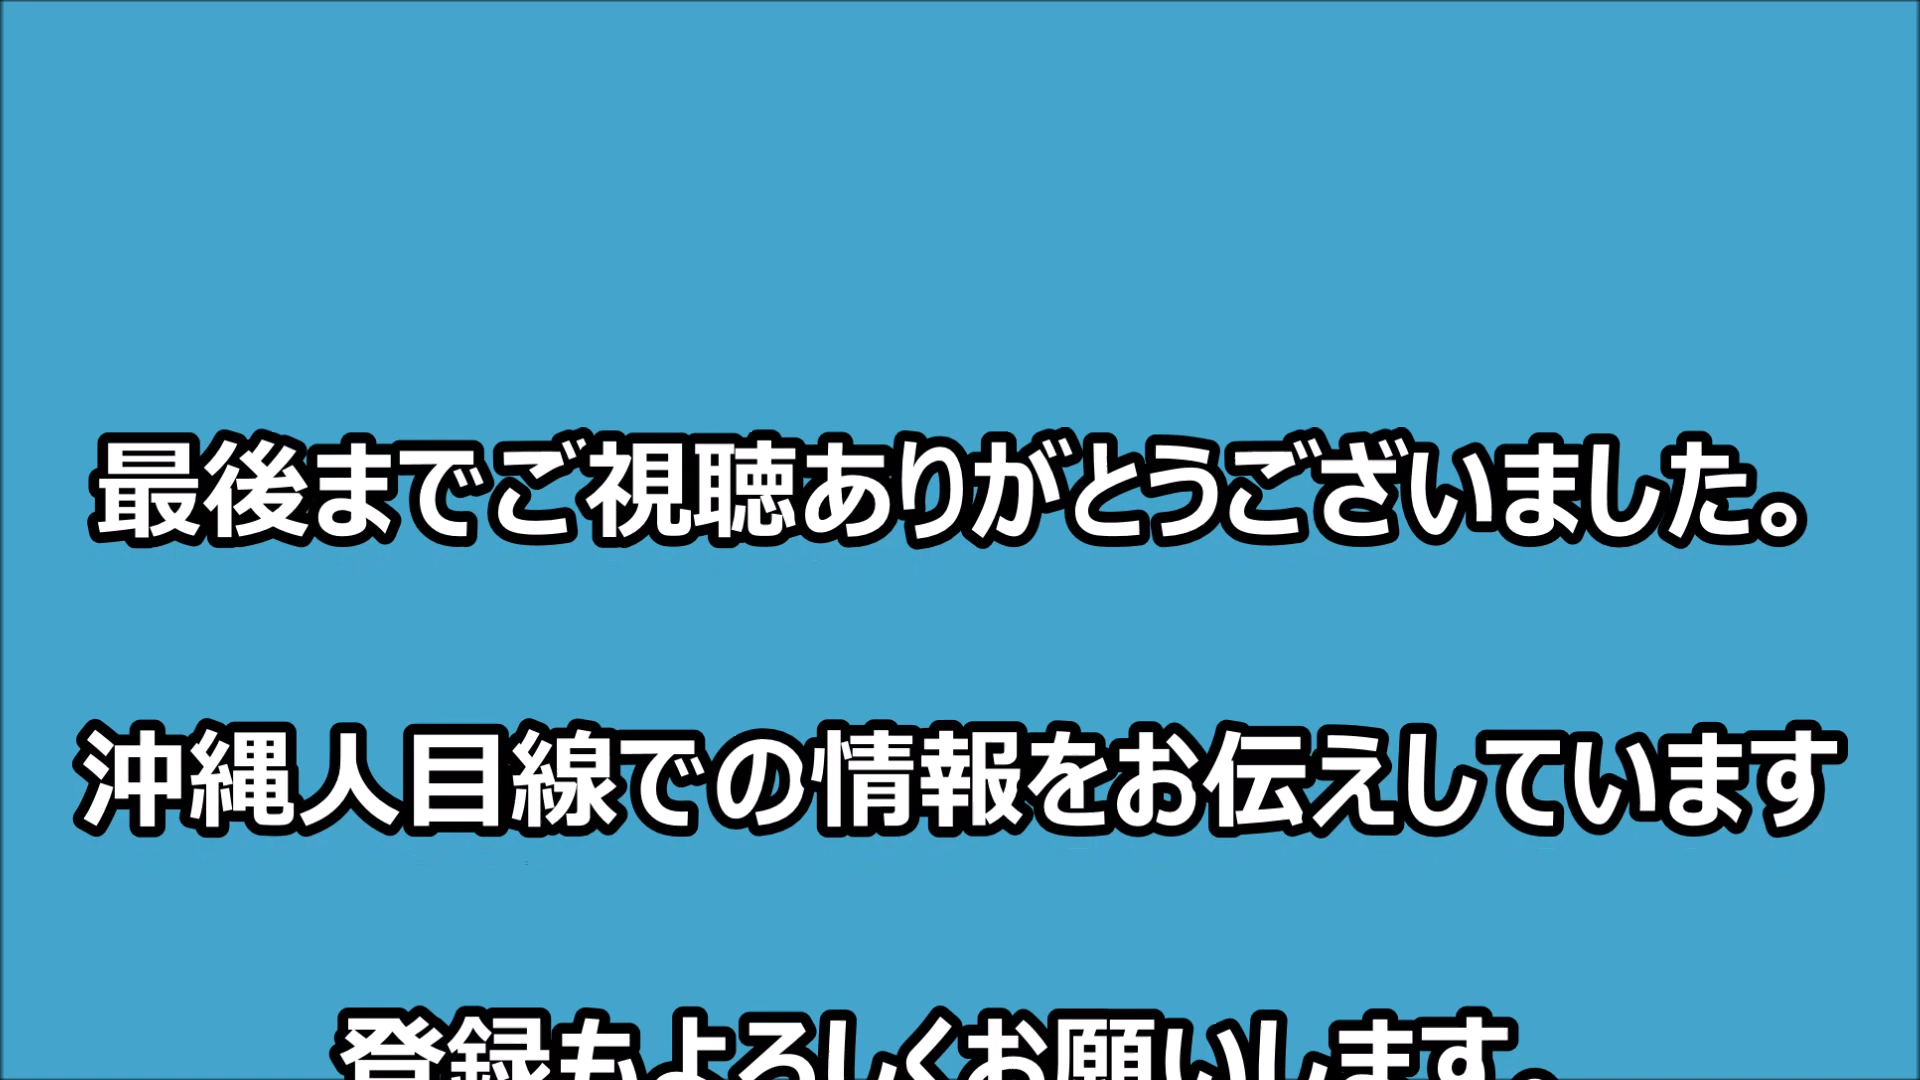 最後までご視聴ありがとうございました。
沖縄人目線での情報をお伝えしています
登録もよろしくお願いします。